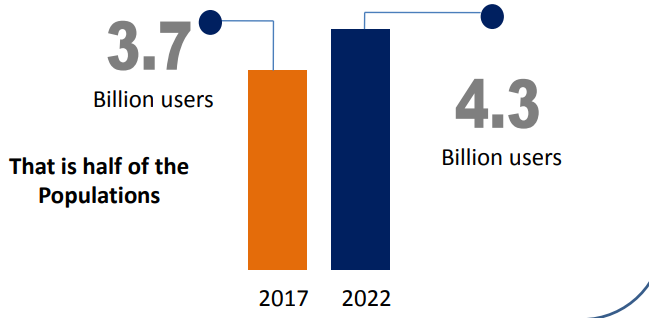 3.7
Billion users
That is half of the
Populations
4.3
Billion users
2017
2022